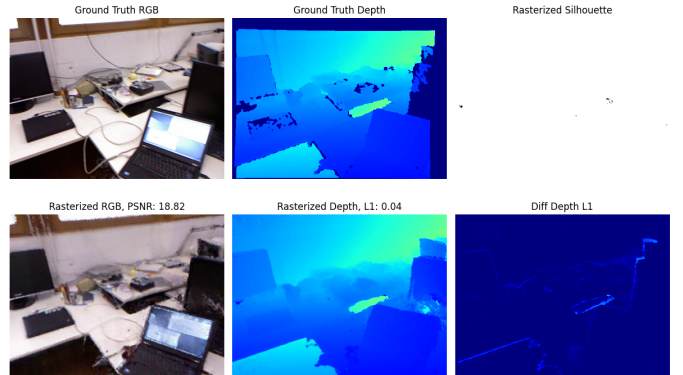 Ground Truth RGB
Ground Truth Depth
Rasterized Silhouette
Rasterized RGB, PSNR: 18.82
Rasterized Depth, L1: 0.04
Diff Depth L1